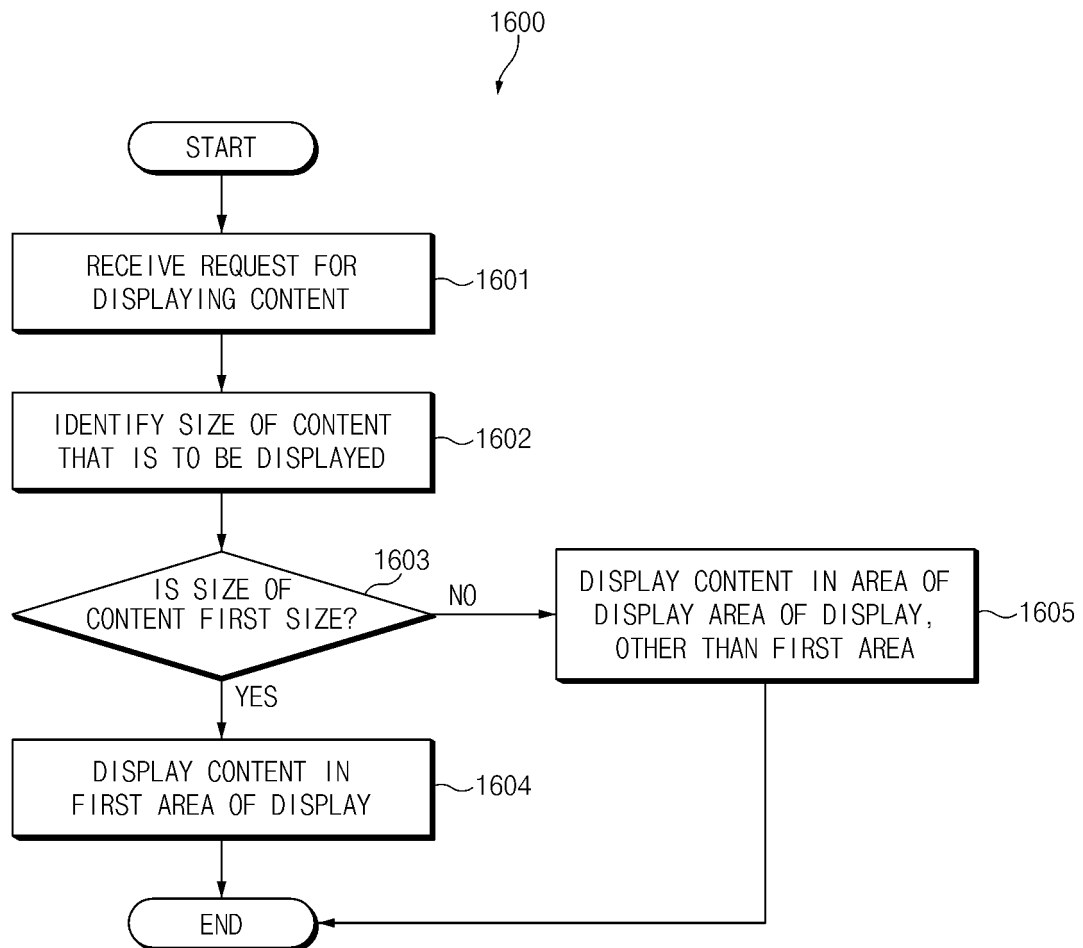 1600
START
RECEIVE REQUEST FOR
DISPLAYING CONTENT
1601
IDENTIFY SIZE OF CONTENT
THAT IS TO BE DISPLAYED
1602
IS SIZE OF
CONTENT FIRST SIZE?
1603
NO
DISPLAY CONTENT IN AREA OF
DISPLAY AREA OF DISPLAY,
OTHER THAN FIRST AREA
1605
YES
DISPLAY CONTENT IN
FIRST AREA OF DISPLAY
1604
END